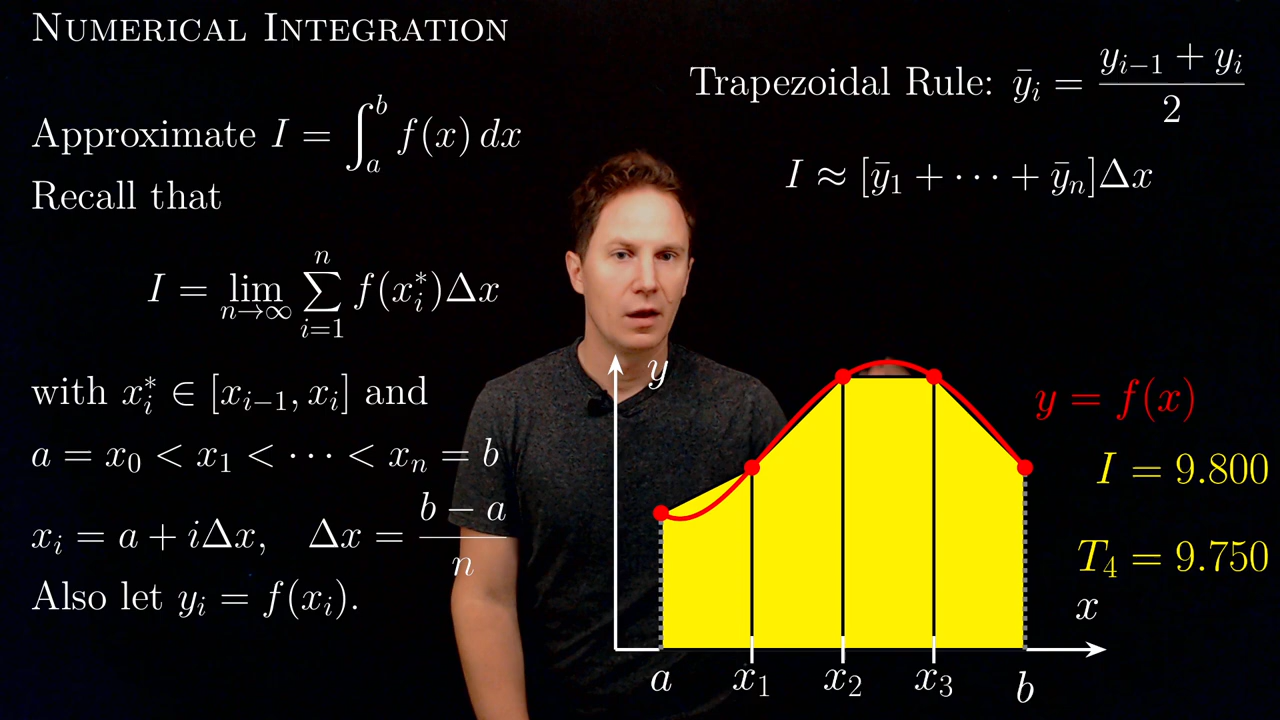 NUMERICAL INTEGRATION
Approximate I = ∫_a^b f(x) dx
Recall that
I = lim_{n→∞} ∑_{i=1}^{n} f(x_i^*)Δx
with x_i^* ∈ [x_{i−1}, x_i] and
a = x_0 < x_1 < ⋯ < x_n = b
x_i = a + iΔx, Δx = \frac{b − a}{n}
Also let y_i = f(x_i).
Trapezoidal Rule: ȳ_i = \frac{y_{i−1} + y_i}{2}
I ≈ [ȳ_1 + ⋯ + ȳ_n]Δx
y
y = f(x)
I = 9.800
T_4 = 9.750
x
a x_1 x_2 x_3 b